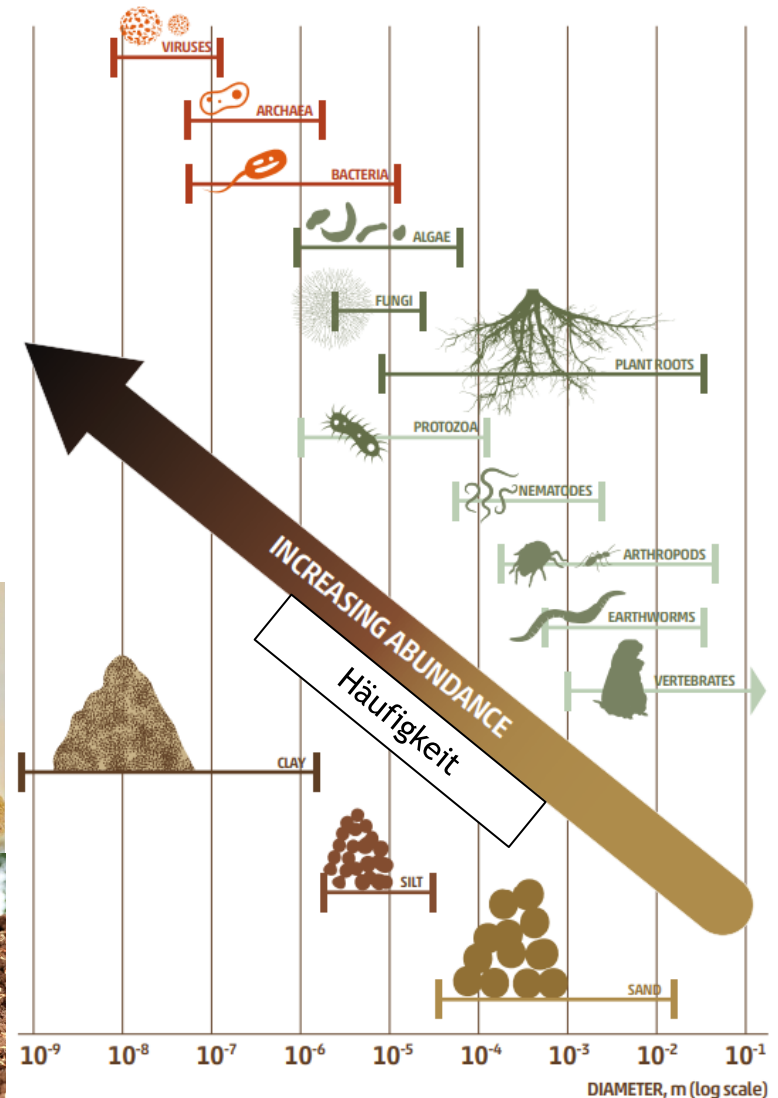 VIRUSES
ARCHAEA
BACTERIA
ALGAE
FUNGI
PLANT ROOTS
PROTOZOA
NEMATODES
ARTHROPODS
EARTHWORMS
VERTEBRATES
INCREASING ABUNDANCE
Häufigkeit
CLAY
SILT
SAND
10⁻⁹ 10⁻⁸ 10⁻⁷ 10⁻⁶ 10⁻⁵ 10⁻⁴ 10⁻³ 10⁻² 10⁻¹
DIAMETER, m (log scale)